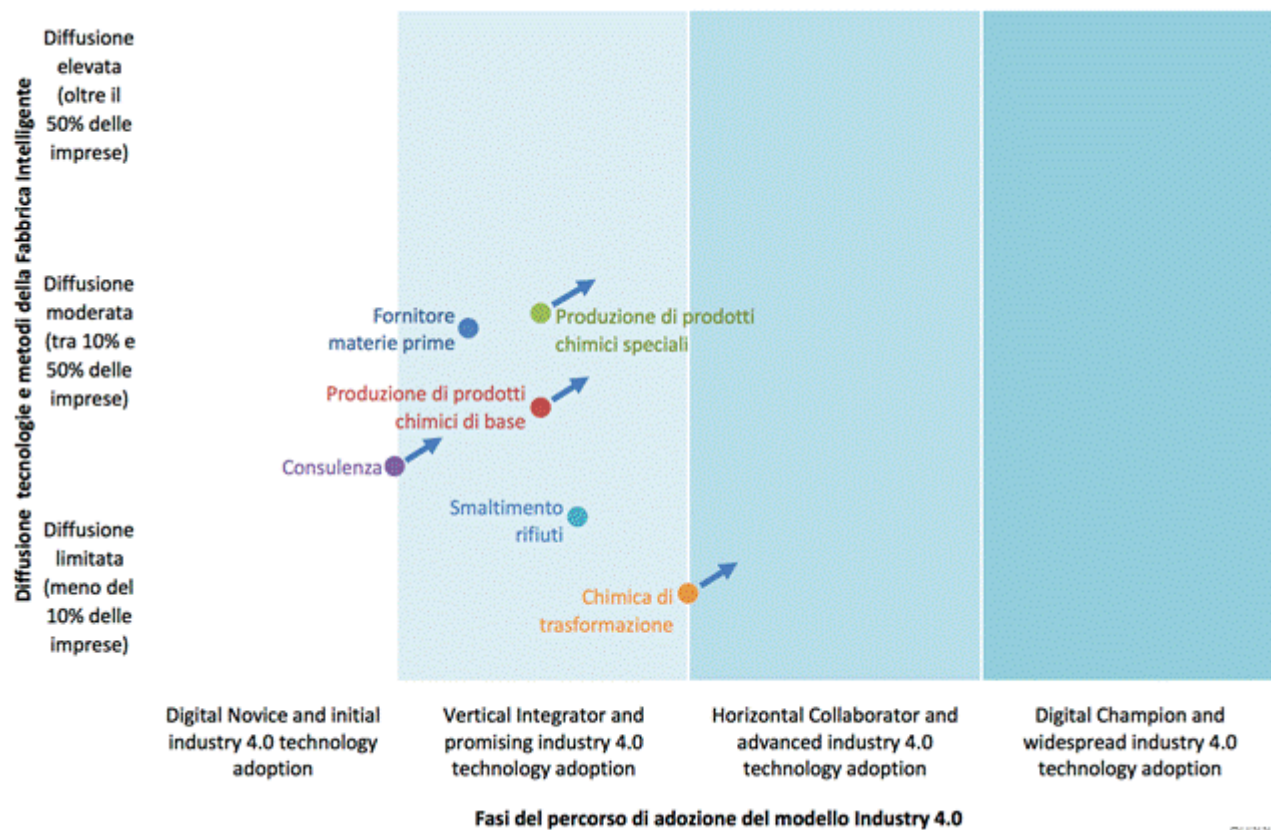 Diffusione tecnologie e metodi della Fabbrica Intelligente
Diffusione
elevata
(oltre il
50% delle
imprese)
Diffusione
moderata
(tra 10% e
50% delle
imprese)
Diffusione
limitata
(meno del
10% delle
imprese)
Fornitore
materie prime
Produzione di prodotti
chimici speciali
Produzione di prodotti
chimici di base
Consulenza
Smaltimento
rifiuti
Chimica di
trasformazione
Digital Novice and initial
industry 4.0 technology
adoption
Vertical Integrator and
promising industry 4.0
technology adoption
Horizontal Collaborator and
advanced industry 4.0
technology adoption
Digital Champion and
widespread industry 4.0
technology adoption
Fasi del percorso di adozione del modello Industry 4.0